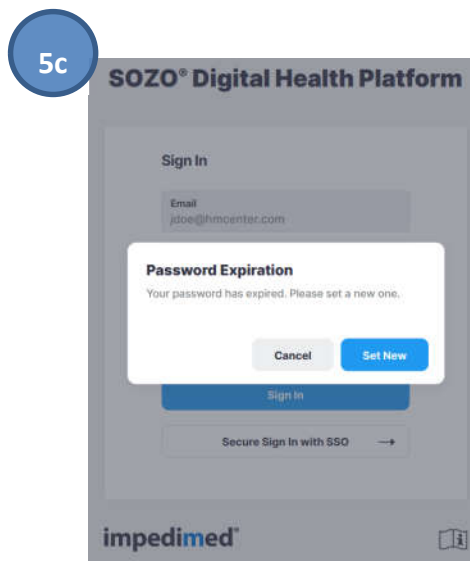 5c
SOZO® Digital Health Platform
Sign In
Email
jdoe@hmcenter.com
Password Expiration
Your password has expired. Please set a new one.
Cancel
Set New
Sign In
Secure Sign In with SSO →
impedimed®
i